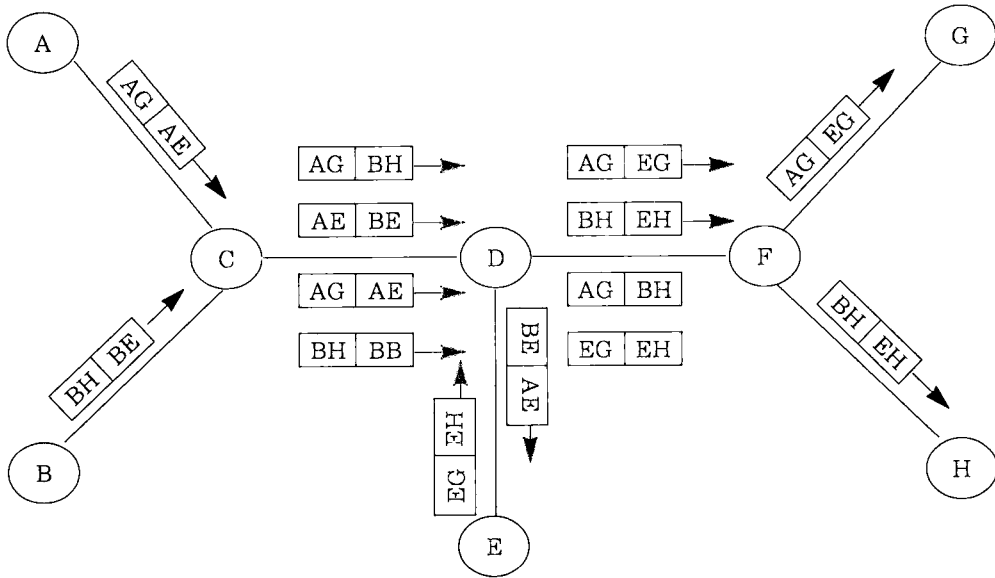 A
G
AG AE
AG EG
AG BH
AG EG
AE BE
BH EH
C
D
F
AG AE
AG BH
BH BB
EG EH
BH BE
BE AE
BH EH
EG EH
B
H
E